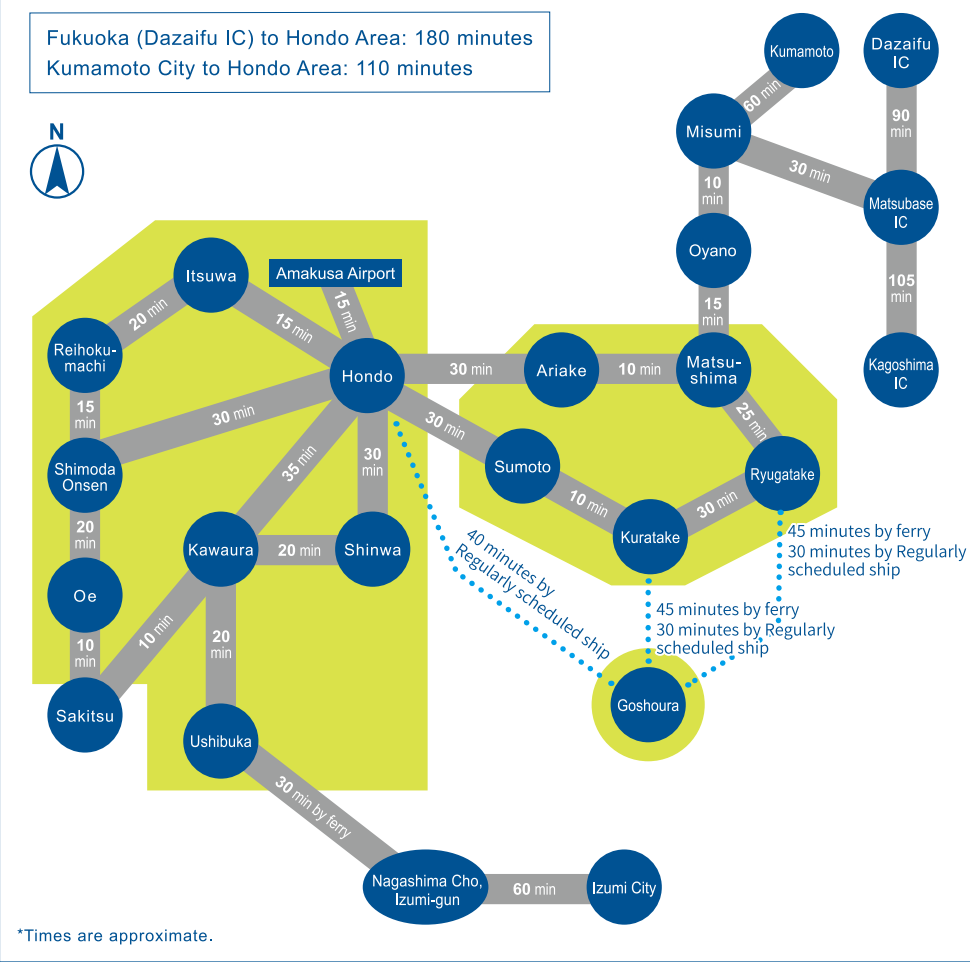 Fukuoka (Dazaifu IC) to Hondo Area: 180 minutes
Kumamoto City to Hondo Area: 110 minutes
N
Kumamoto
Dazaifu
IC
60 min
90
min
Misumi
30 min
10
min
Matsubase
IC
Oyano
105
min
15
min
Kagoshima
IC
Itsuwa
Amakusa Airport
20 min
15 min
15 min
Reihoku-
machi
Hondo
30 min
Ariake
10 min
Matsu-
shima
15
min
30 min
30 min
25 min
35 min
30
min
Shimoda
Onsen
Sumoto
Ryugatake
10 min
30 min
20
min
Kawaura
20 min
Shinwa
Kuratake
40 minutes by
Regularly scheduled ship
45 minutes by ferry
30 minutes by Regularly
scheduled ship
45 minutes by ferry
30 minutes by Regularly
scheduled ship
Oe
10 min
20
min
10
min
Sakitsu
Ushibuka
Goshoura
30 min by ferry
Nagashima Cho,
Izumi-gun
60 min
Izumi City
*Times are approximate.